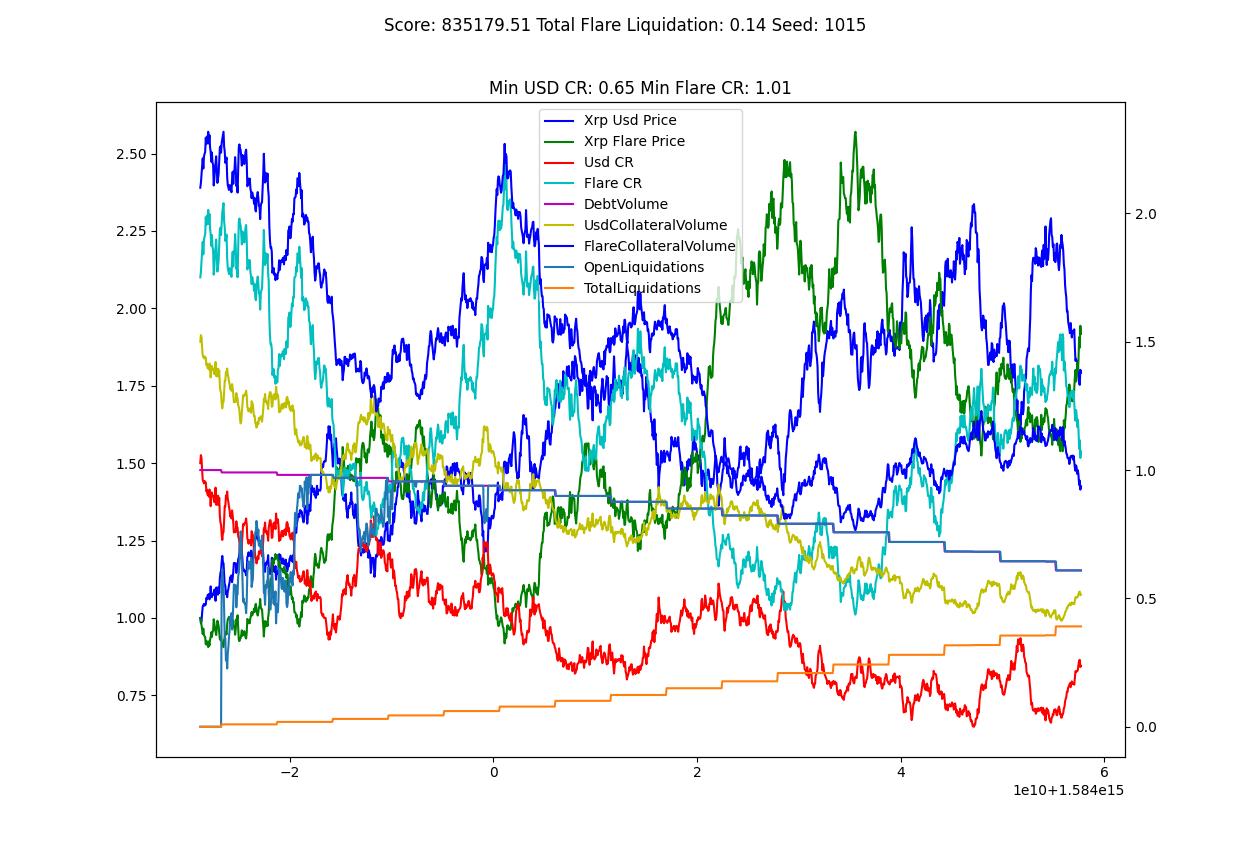 Score: 835179.51 Total Flare Liquidation: 0.14 Seed: 1015
Min USD CR: 0.65 Min Flare CR: 1.01
Xrp Usd Price
Xrp Flare Price
Usd CR
Flare CR
DebtVolume
UsdCollateralVolume
FlareCollateralVolume
OpenLiquidations
TotalLiquidations
2.50
2.25
2.00
1.75
1.50
1.25
1.00
0.75
2.0
1.5
1.0
0.5
0.0
−2 0 2 4 6
1e10+1.584e15